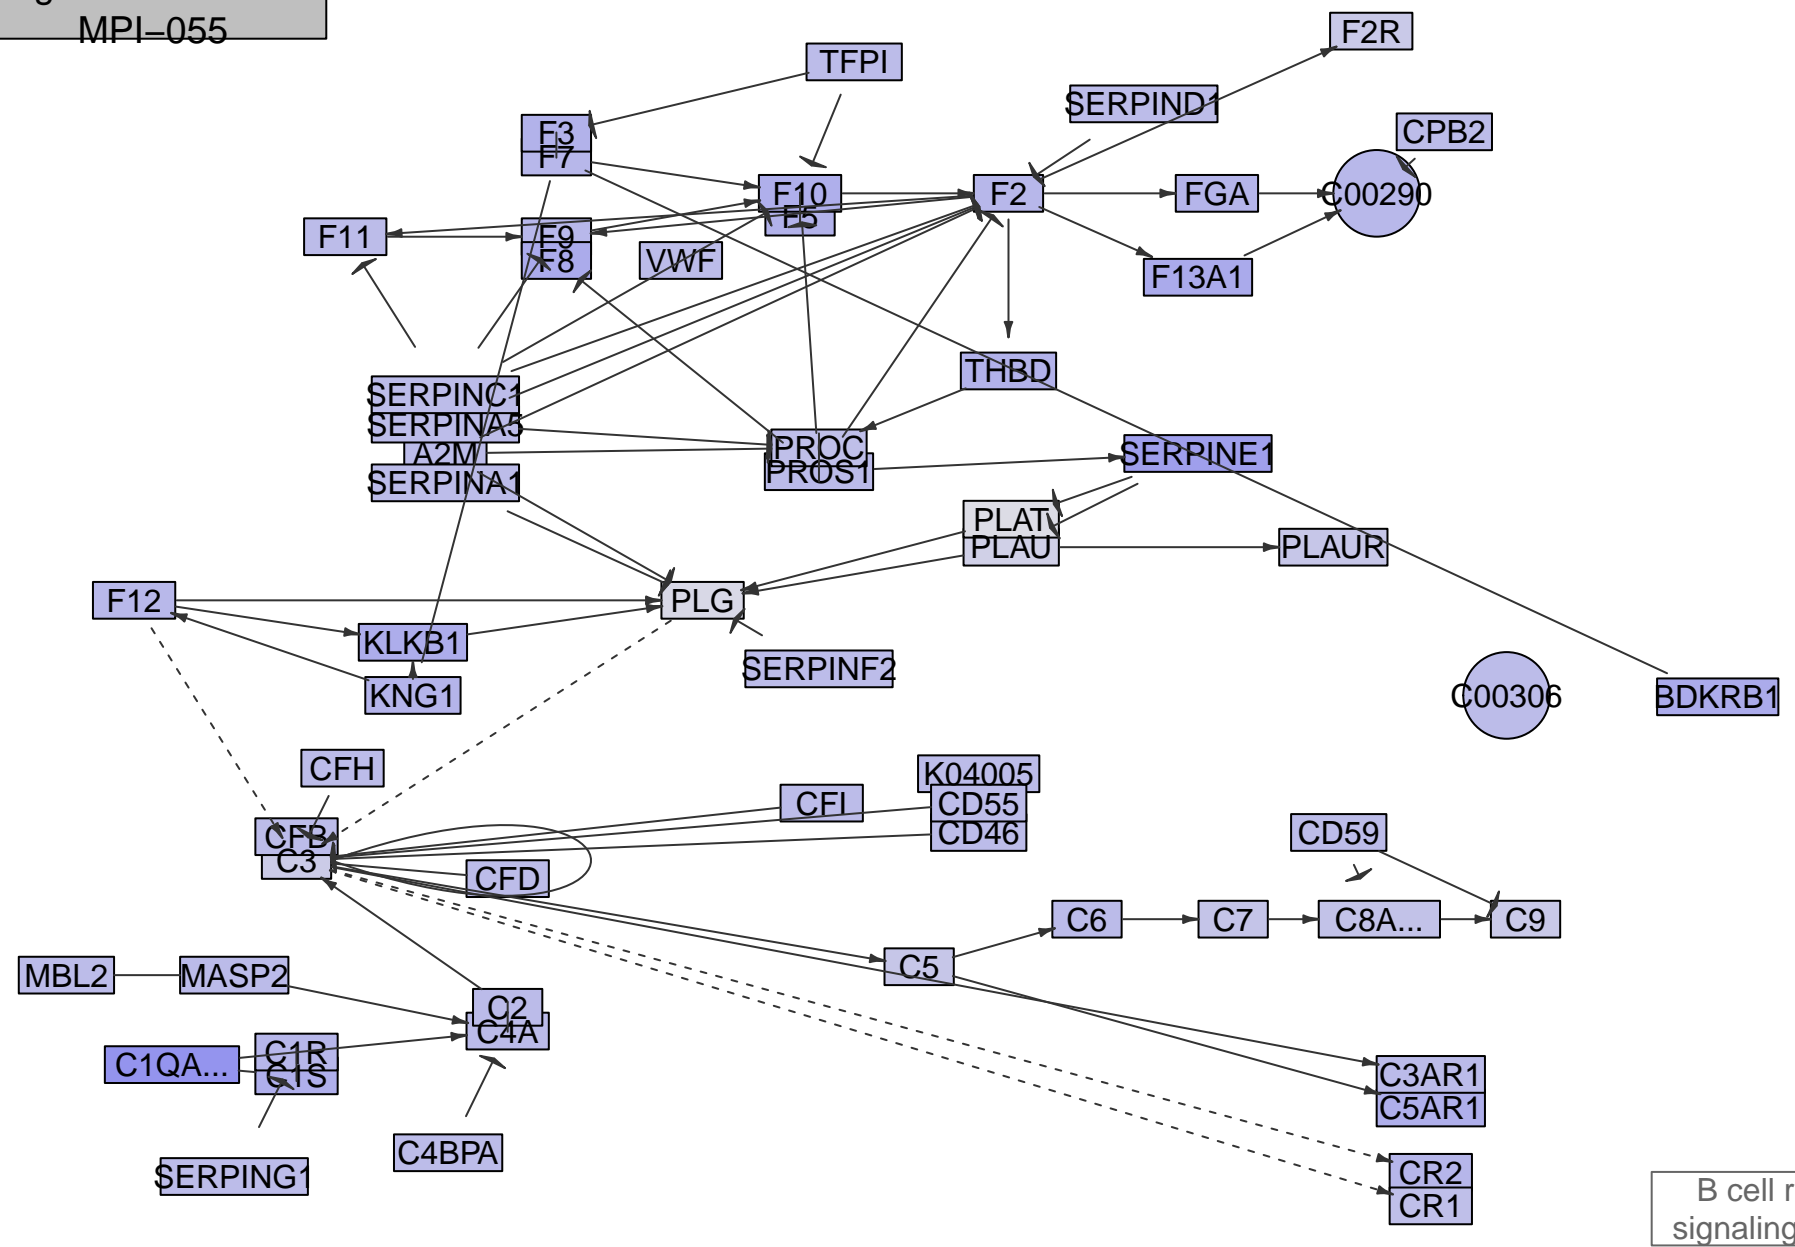 MPI−055
F2R
TFPI
SERPIND1
CPB2
F3
F7
F10
F5
F2
FGA
C00290
F11
F9
F8
VWF
F13A1
THBD
SERPINC1
SERPINA5
A2M
SERPINA1
PROC
PROS1
SERPINE1
PLAT
PLAU
PLAUR
F12
PLG
KLKB1
KNG1
SERPINF2
C00306
BDKRB1
CFH
K04005
CFI
CD55
CD46
CFB
C3
CD59
CFD
C6
C7
C8A...
C9
C5
MBL2
MASP2
C2
C4A
C1QA...
C1R
C1S
C3AR1
C5AR1
C4BPA
SERPING1
CR2
CR1
B cell r
signaling